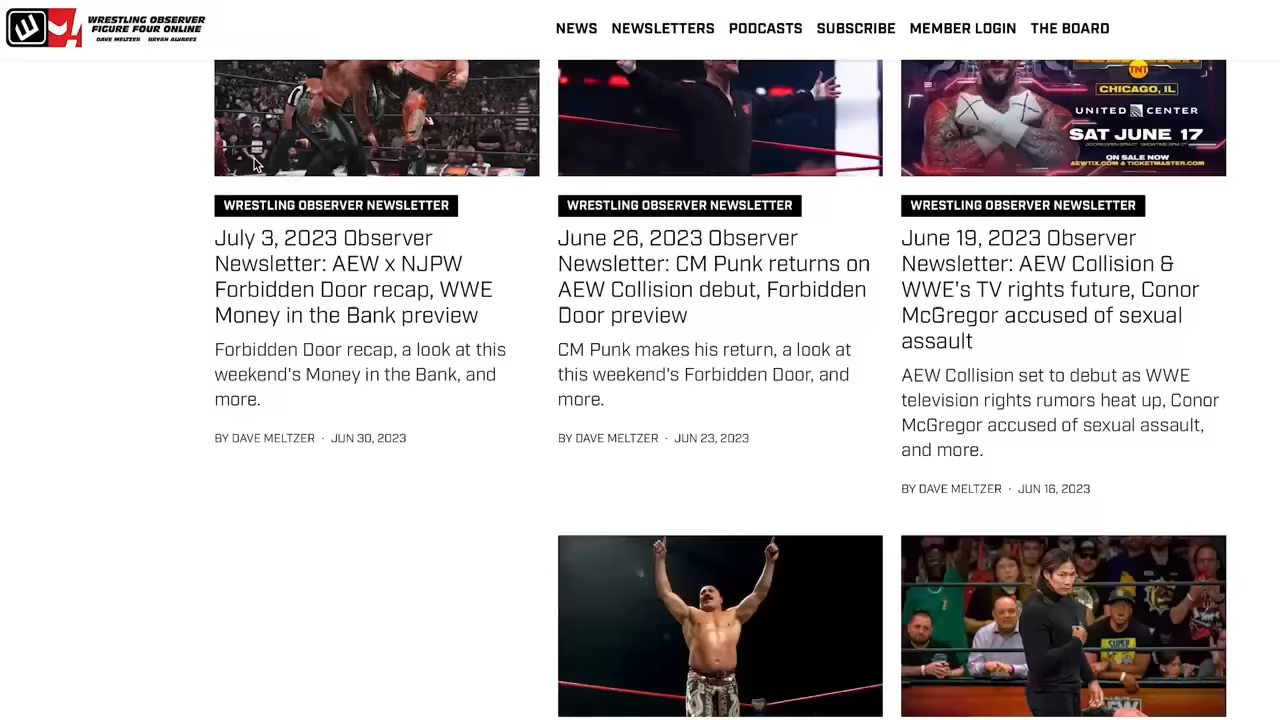 WRESTLING OBSERVER
FIGURE FOUR ONLINE
DAVE MELTZER BRYAN ALVAREZ
NEWS NEWSLETTERS PODCASTS SUBSCRIBE MEMBER LOGIN THE BOARD
TNT
CHICAGO, IL
UNITED CENTER
SAT JUNE 17
ON SALE NOW
AEWTIX.COM & TICKETMASTER.COM
WRESTLING OBSERVER NEWSLETTER
July 3, 2023 Observer
Newsletter: AEW x NJPW
Forbidden Door recap, WWE
Money in the Bank preview
Forbidden Door recap, a look at this
weekend's Money in the Bank, and
more.
BY DAVE MELTZER · JUN 30, 2023
WRESTLING OBSERVER NEWSLETTER
June 26, 2023 Observer
Newsletter: CM Punk returns on
AEW Collision debut, Forbidden
Door preview
CM Punk makes his return, a look at
this weekend's Forbidden Door, and
more.
BY DAVE MELTZER · JUN 23, 2023
WRESTLING OBSERVER NEWSLETTER
June 19, 2023 Observer
Newsletter: AEW Collision &
WWE's TV rights future, Conor
McGregor accused of sexual
assault
AEW Collision set to debut as WWE
television rights rumors heat up, Conor
McGregor accused of sexual assault,
and more.
BY DAVE MELTZER · JUN 16, 2023
SUPER
AEW